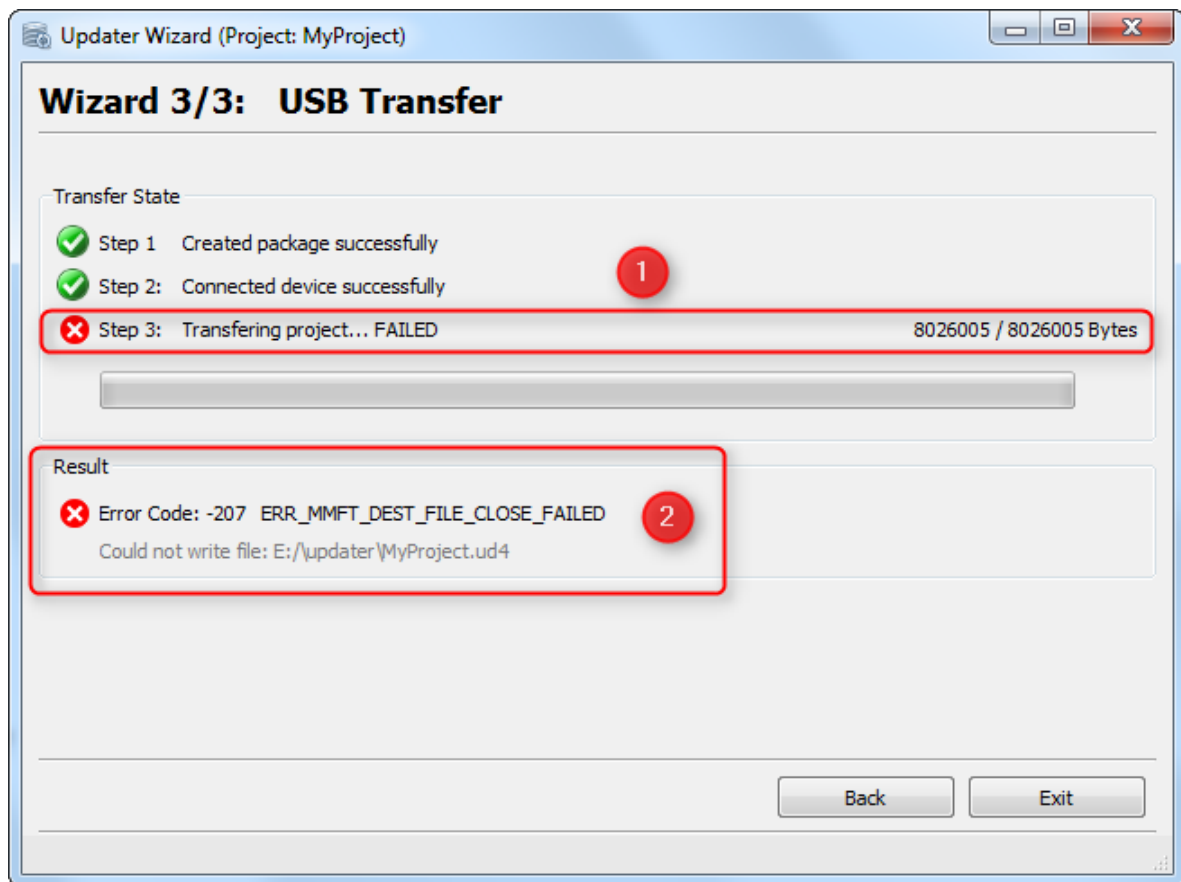 Updater Wizard (Project: MyProject)
Wizard 3/3: USB Transfer
Transfer State
Step 1 Created package successfully
1
Step 2: Connected device successfully
Step 3: Transfering project... FAILED 8026005 / 8026005 Bytes
Result
Error Code: -207 ERR_MMFT_DEST_FILE_CLOSE_FAILED
2
Could not write file: E:/\updater\MyProject.ud4
Back Exit